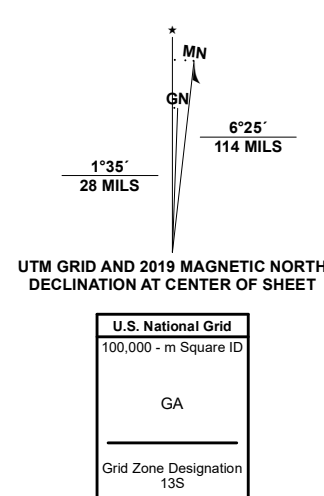 ★
MN
GN
6°25´
114 MILS
1°35´
28 MILS
UTM GRID AND 2019 MAGNETIC NORTH
DECLINATION AT CENTER OF SHEET
U.S. National Grid
100,000 - m Square ID
GA
Grid Zone Designation
13S